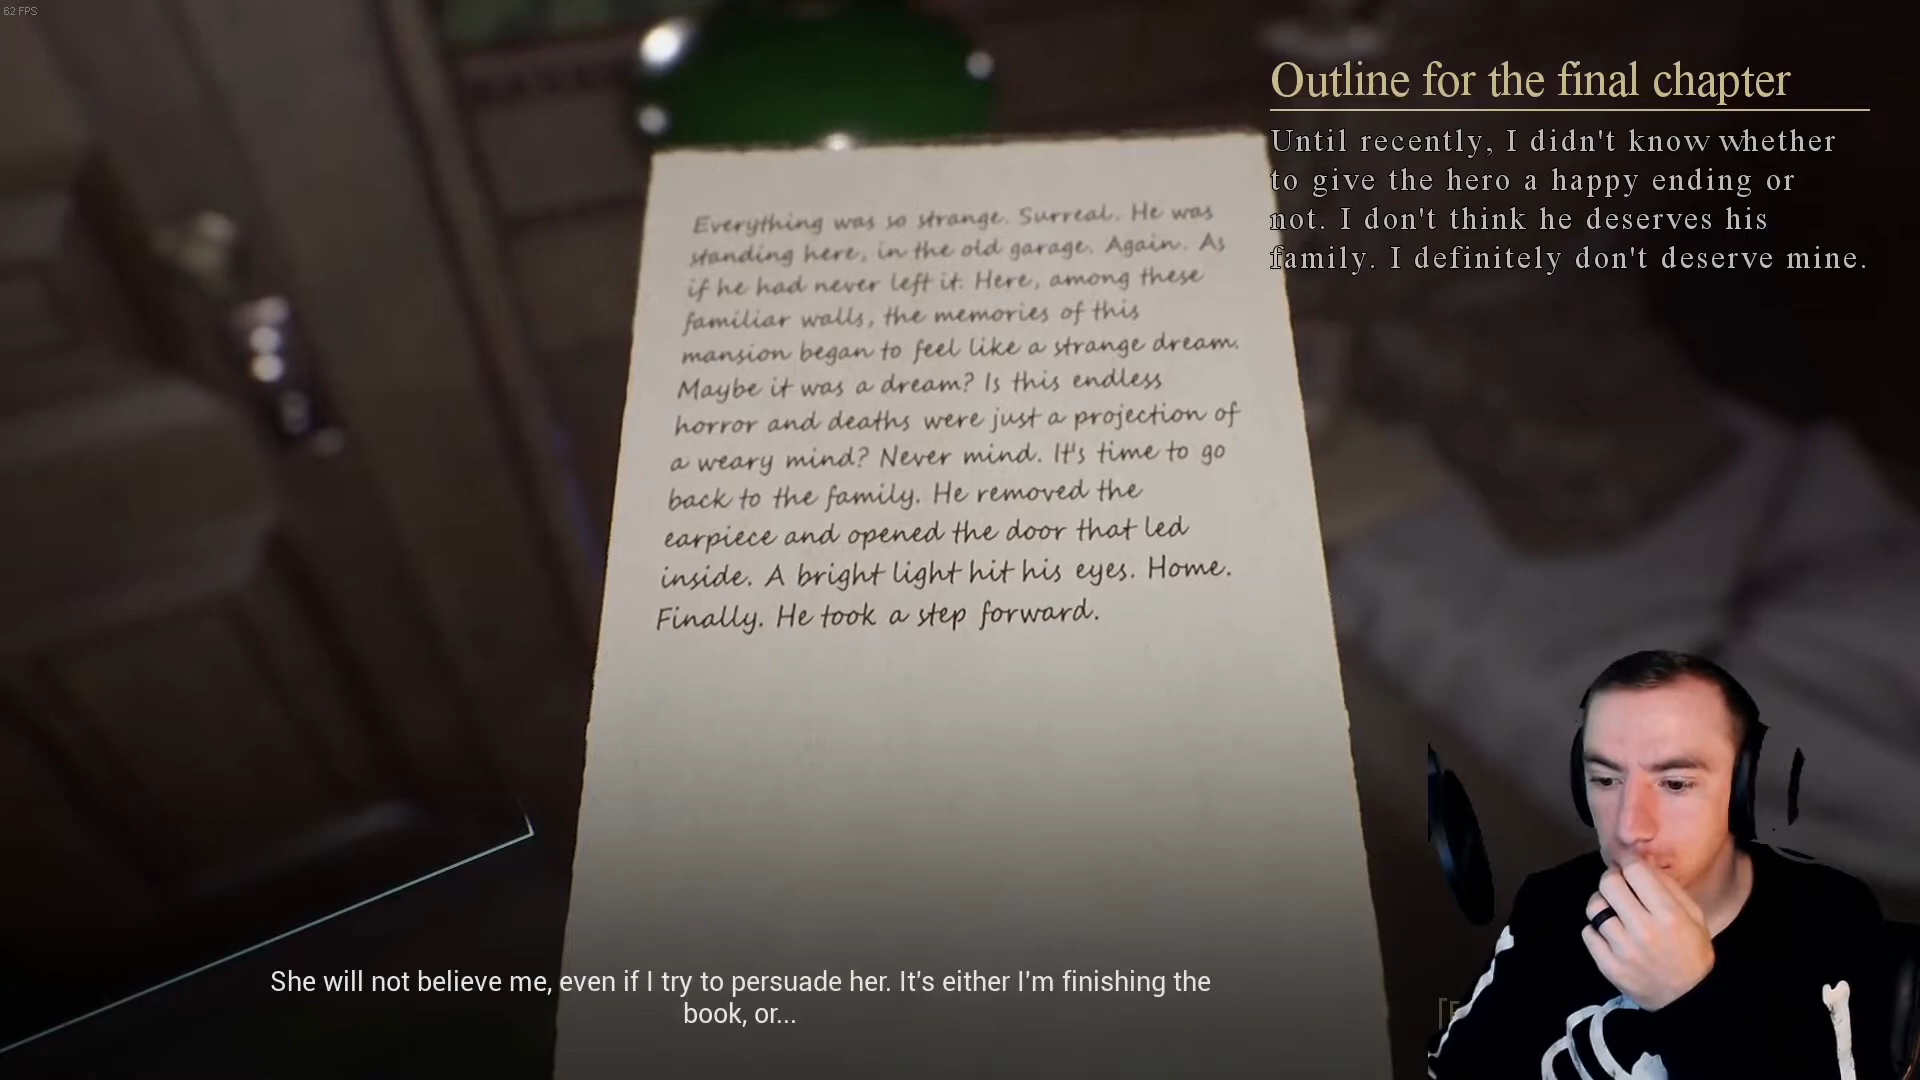 62 FPS
Outline for the final chapter
Until recently, I didn't know whether
to give the hero a happy ending or
not. I don't think he deserves his
family. I definitely don't deserve mine.
Everything was so strange. Surreal. He was
standing here, in the old garage. Again. As
if he had never left it. Here, among these
familiar walls, the memories of this
mansion began to feel like a strange dream.
Maybe it was a dream? Is this endless
horror and deaths were just a projection of
a weary mind? Never mind. It's time to go
back to the family. He removed the
earpiece and opened the door that led
inside. A bright light hit his eyes. Home.
Finally. He took a step forward.
She will not believe me, even if I try to persuade her. It's either I'm finishing the
book, or...